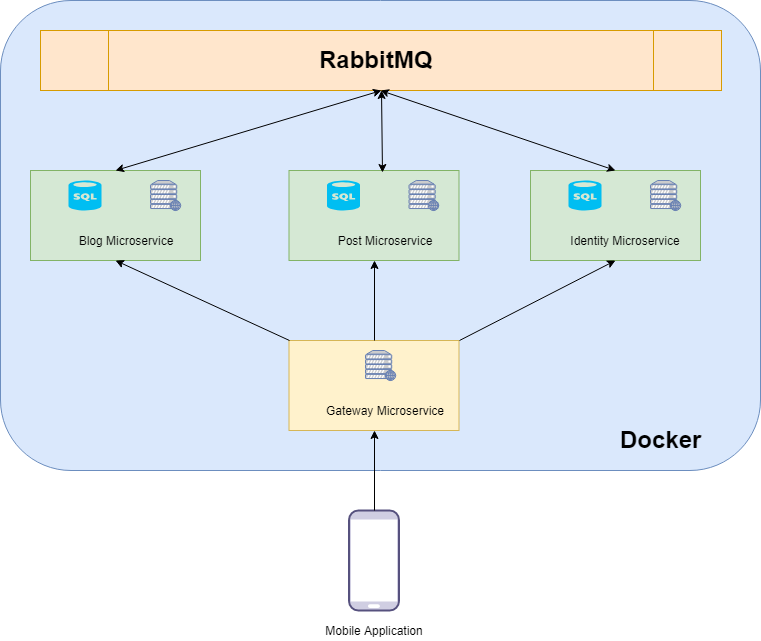 RabbitMQ
SQL
SQL
SQL
Blog Microservice
Post Microservice
Identity Microservice
Gateway Microservice
Docker
Mobile Application